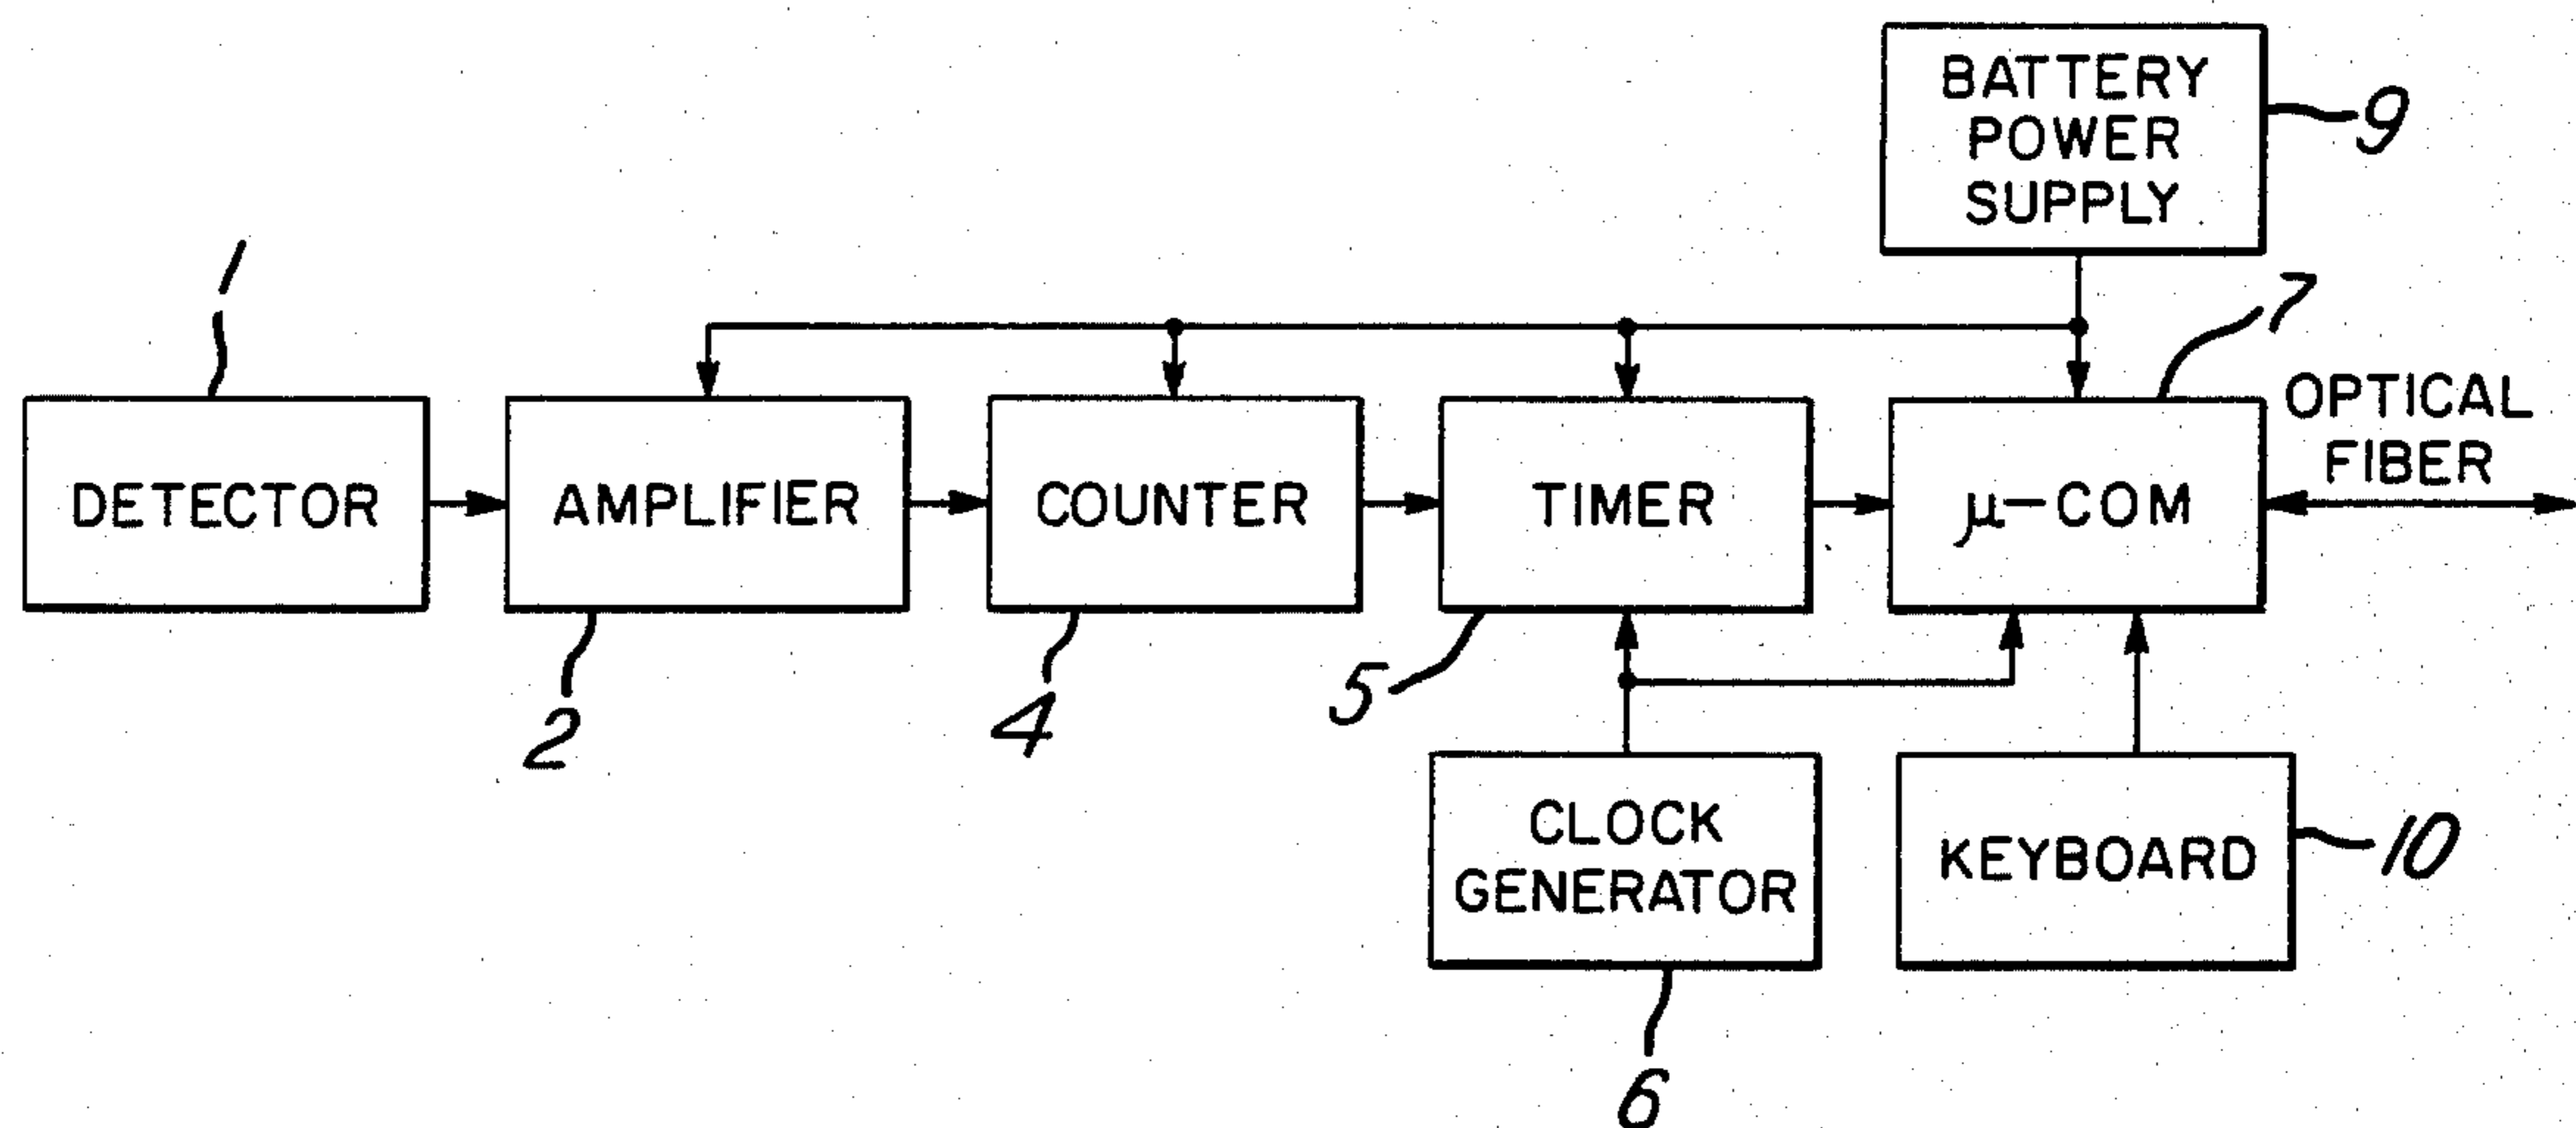 BATTERY
POWER
SUPPLY
9
1
7
OPTICAL
FIBER
DETECTOR
AMPLIFIER
COUNTER
TIMER
μ-COM
2
4
5
CLOCK
GENERATOR
KEYBOARD
10
6